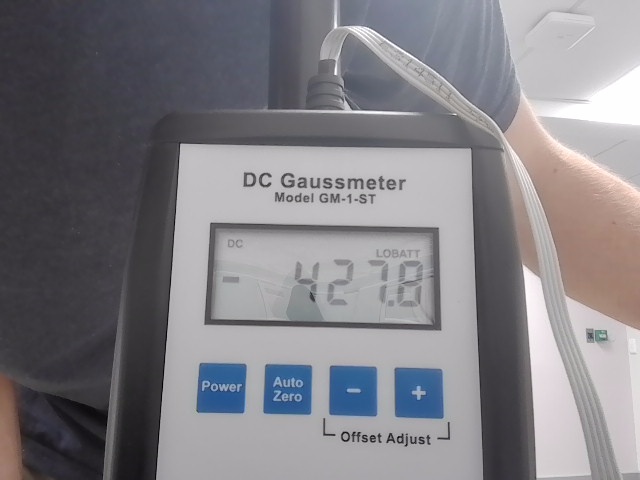 DC Gaussmeter
Model GM-1-ST
DC
LOBATT
- 427.8
Power
Auto
Zero
-
+
Offset Adjust